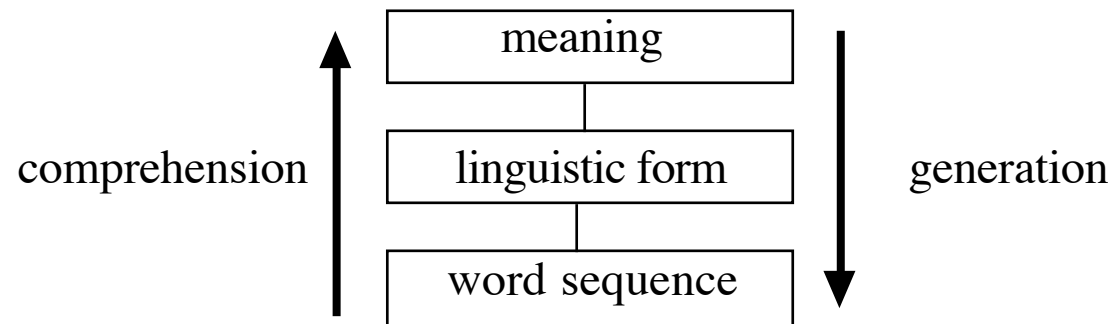 meaning
comprehension
linguistic form
generation
word sequence